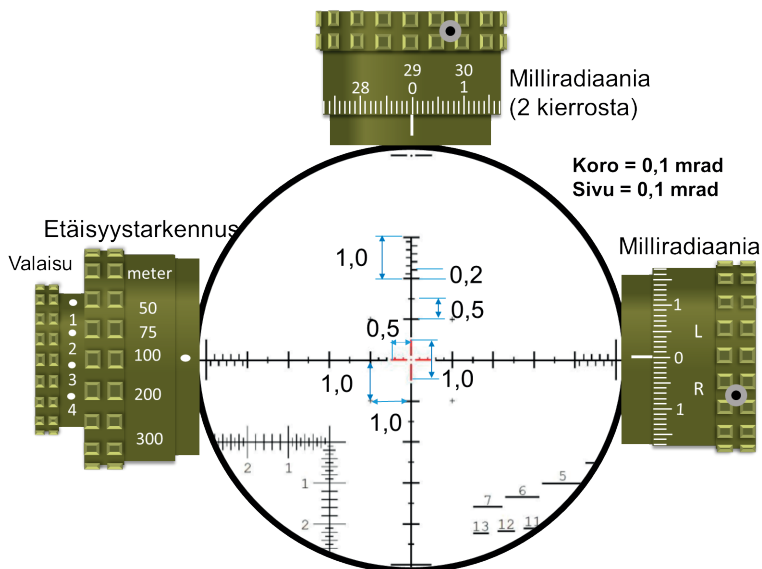 29 30
28 0 1
Milliradiaania
(2 kierrosta)
Koro = 0,1 mrad
Sivu = 0,1 mrad
Etäisyystarkennus
Valaisu
meter
50
75
100
200
300
1
2
3
4
Milliradiaania
1
L
0
R
1
1,0
0,2
0,5
0,5
1,0
1,0
1,0
2 1
1
2
5
6
7
13 12 11